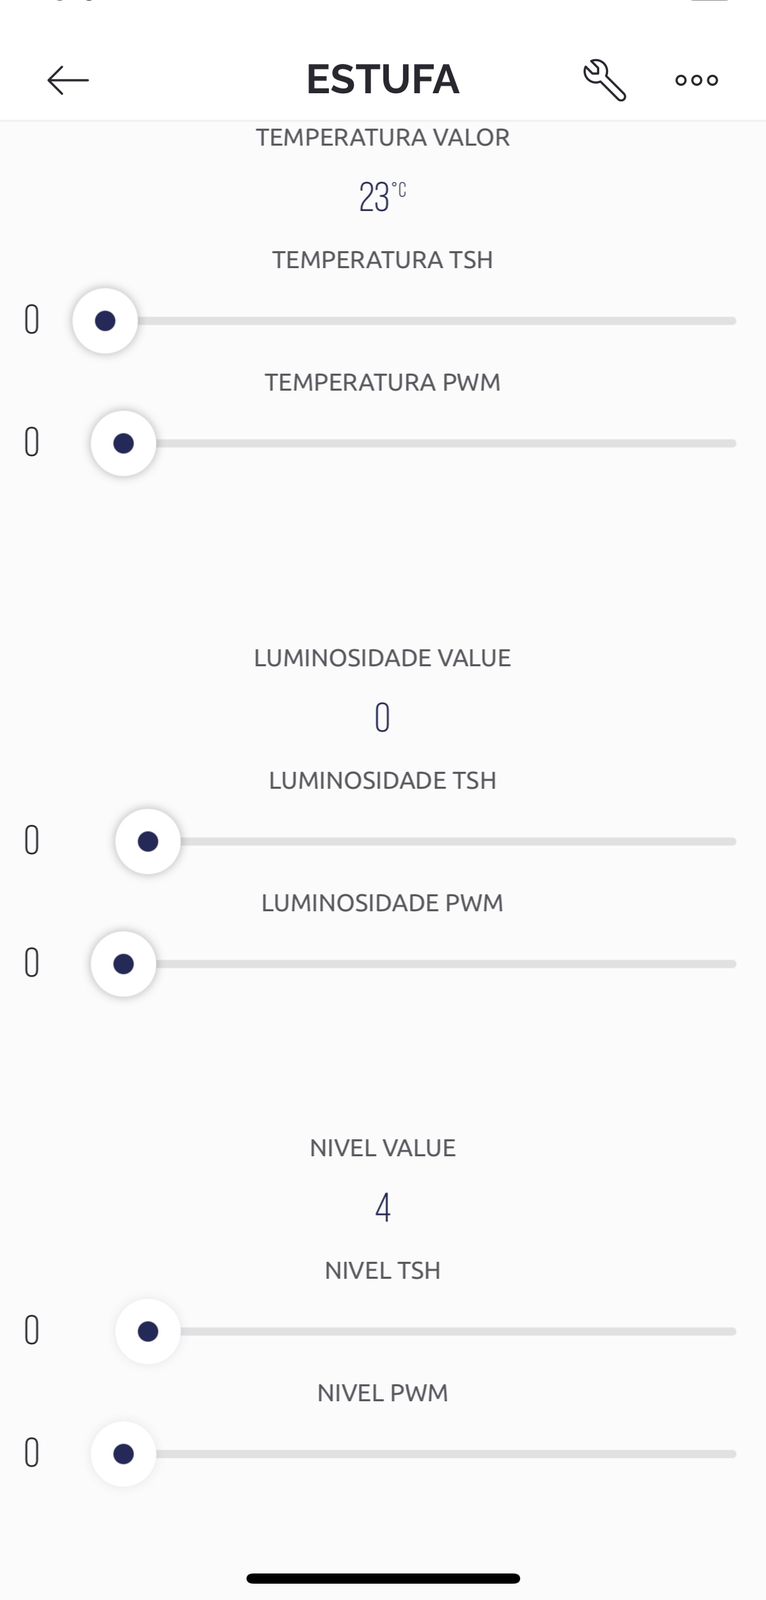 ESTUFA
TEMPERATURA VALOR
23°C
TEMPERATURA TSH
0
TEMPERATURA PWM
0
LUMINOSIDADE VALUE
0
LUMINOSIDADE TSH
0
LUMINOSIDADE PWM
0
NIVEL VALUE
4
NIVEL TSH
0
NIVEL PWM
0